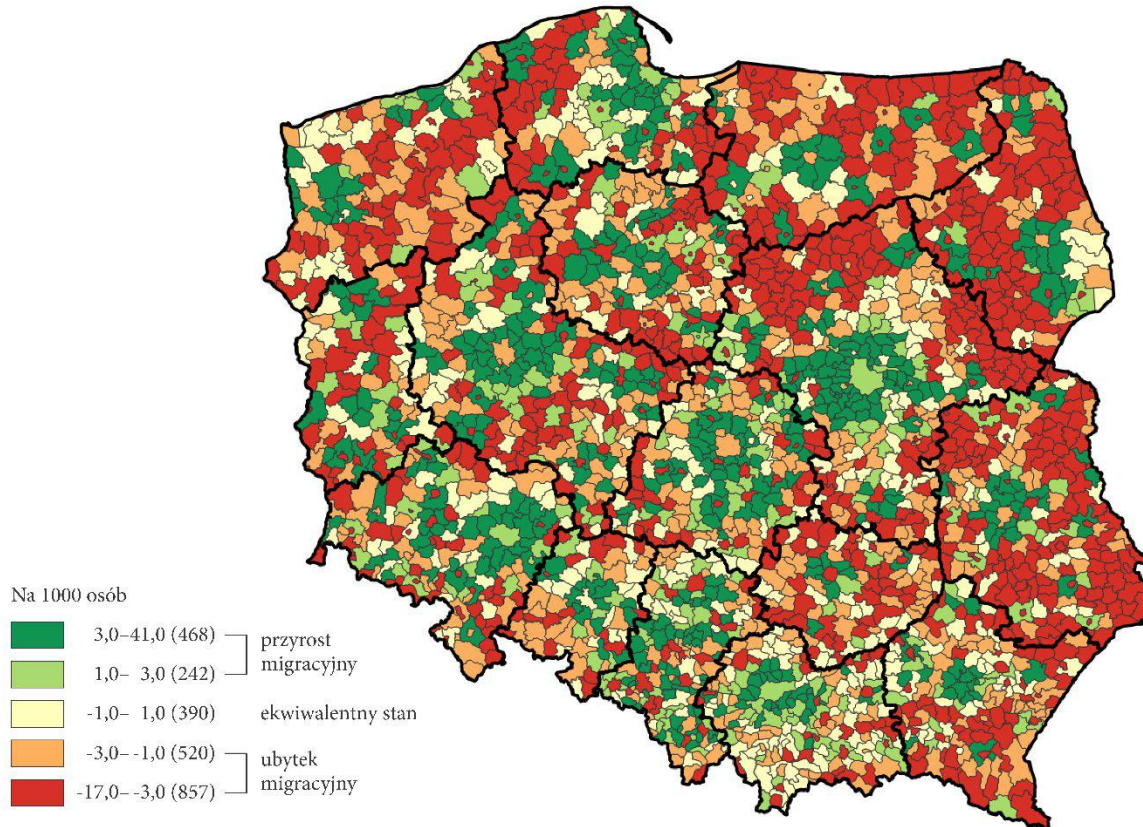 Na 1000 osób
3,0–41,0 (468)
przyrost
migracyjny
1,0– 3,0 (242)
-1,0– 1,0 (390)
ekwiwalentny stan
-3,0– -1,0 (520)
ubytek
migracyjny
-17,0– -3,0 (857)